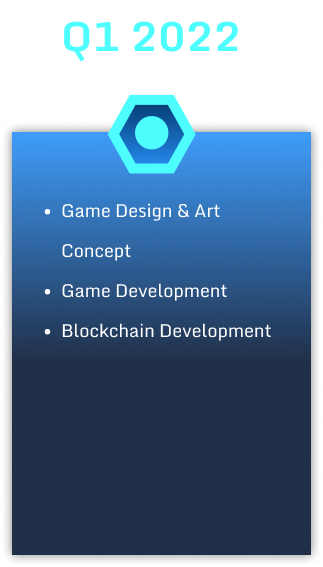 Q1 2022
• Game Design & Art
Concept
• Game Development
• Blockchain Development